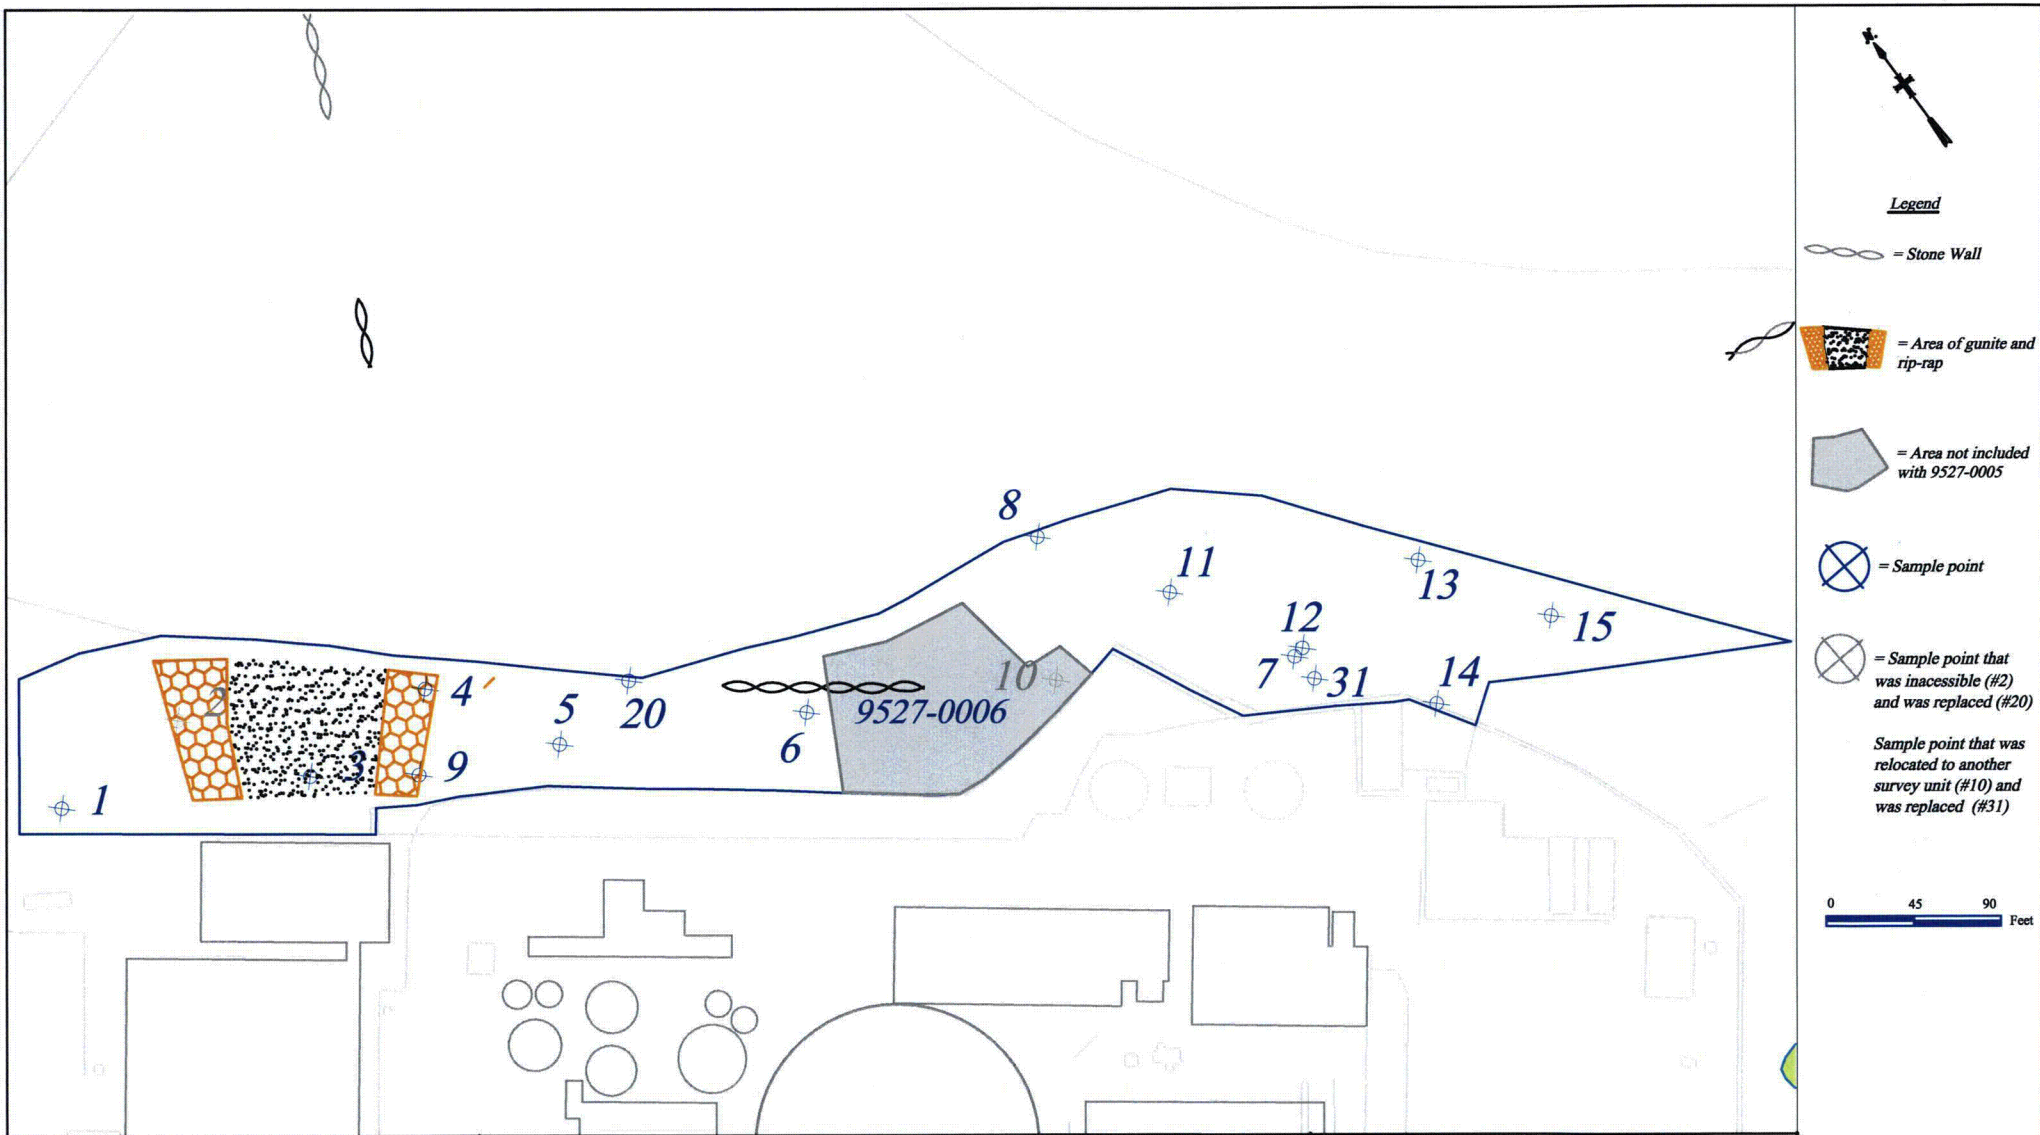 N
Legend
= Stone Wall
= Area of gunite and
rip-rap
= Area not included
with 9527-0005
= Sample point
= Sample point that
was inacessible (#2)
and was replaced (#20)
Sample point that was
relocated to another
survey unit (#10) and
was replaced (#31)
0 45 90
Feet
8
11
13
12
15
7
31
14
10
2
4
5
20
9527-0006
6
3
9
1